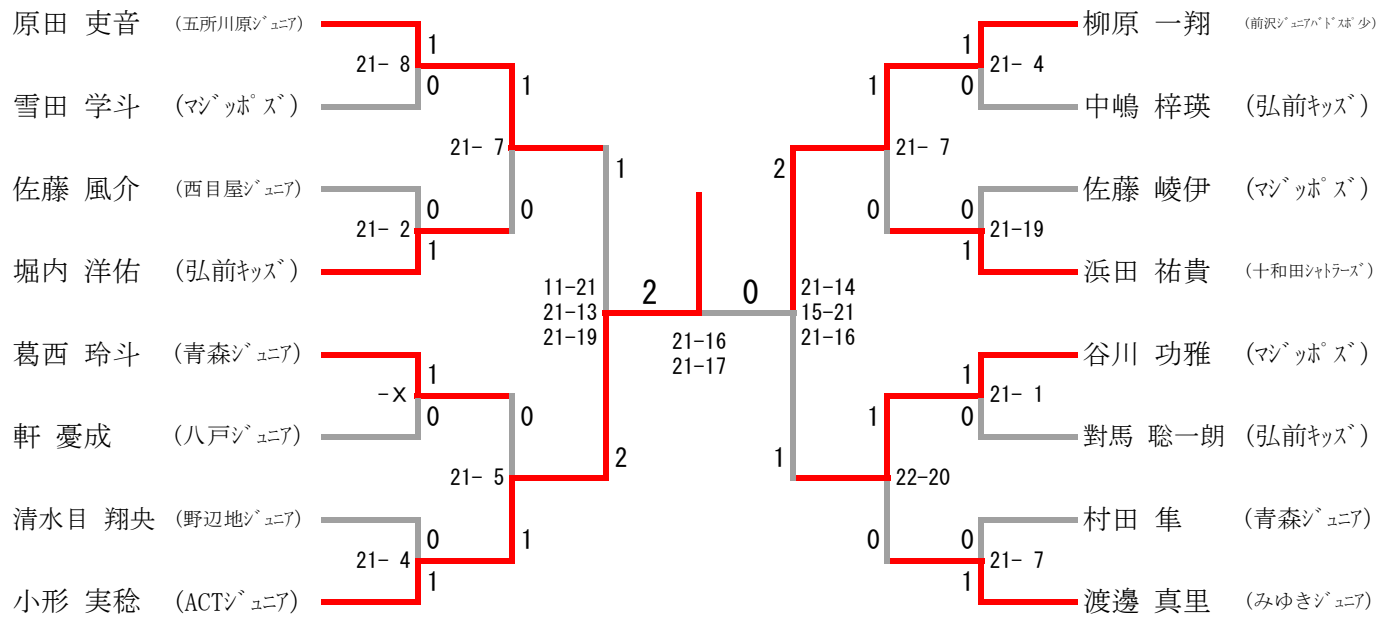 原田 吏音 (五所川原ジュニア)
1
21- 8
0
雪田 学斗 (マジッポズ)
1
21- 7
0
佐藤 風介 (西目屋ジュニア)
0
21- 2
1
堀内 洋佑 (弘前キッズ)
1
11-21
21-13
21-19
2
葛西 玲斗 (青森ジュニア)
1
-X
0
軒 憂成 (八戸ジュニア)
0
21- 5
1
清水目 翔央 (野辺地ジュニア)
0
21- 4
1
小形 実稔 (ACTジュニア)
2
0
21-16
21-17
柳原 一翔 (前沢ジュニアバドスポ少)
1
21- 4
0
中嶋 梓瑛 (弘前キッズ)
1
21- 7
0
佐藤 崚伊 (マジッポズ)
0
21-19
1
浜田 祐貴 (十和田シャトラーズ)
2
21-14
15-21
21-16
1
谷川 功雅 (マジッポズ)
1
21- 1
0
對馬 聡一朗 (弘前キッズ)
1
22-20
0
村田 隼 (青森ジュニア)
0
21- 7
1
渡邊 真里 (みゆきジュニア)